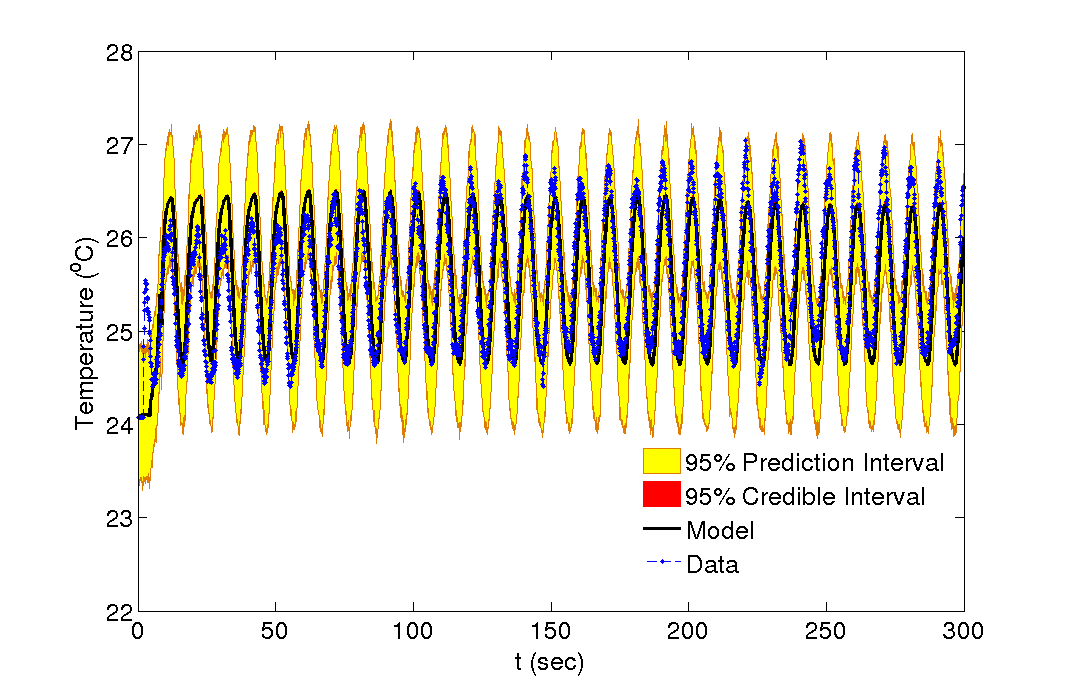 28
27
26
25
24
23
22
Temperature (°C)
0
50
100
150
200
250
300
t (sec)
95% Prediction Interval
95% Credible Interval
Model
Data